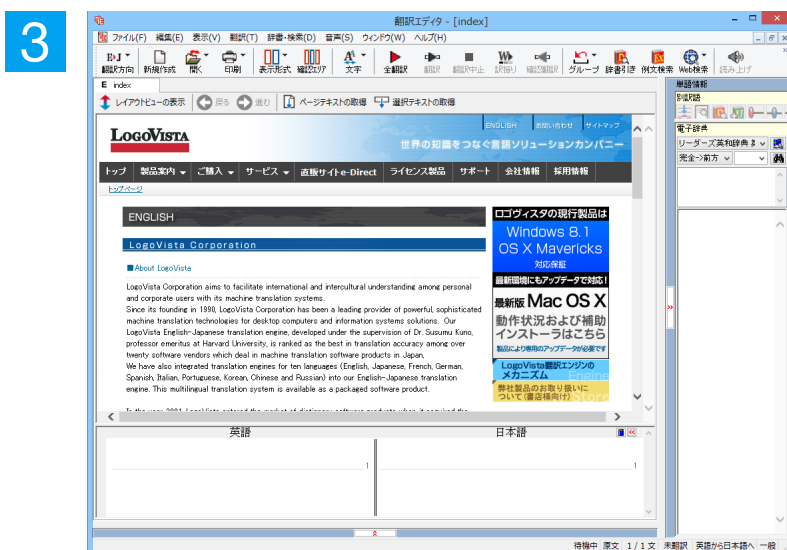 3
翻訳エディタ - [index]
ファイル(F) 編集(E) 表示(V) 翻訳(T) 辞書・検索(D) 音声(S) ウィンドウ(W) ヘルプ(H)
翻訳方向 新規作成 開く 印刷 表示形式 確認エリア 文字 全翻訳 翻訳 翻訳中止 訳振り 確認翻訳 グループ 辞書引き 例文検索 Web検索 読み上げ
E index
単語情報
レイアウトビューの表示 戻る 進む ページテキストの取得 選択テキストの取得
別訳語
電子辞典
リーダーズ英和辞典
完全->前方
LOGOVISTA
ENGLISH お問い合わせ サイトマップ
世界の知識をつなぐ言語ソリューションカンパニー
トップ 製品案内 ご購入 サービス 直販サイトe-Direct ライセンス製品 サポート 会社情報 採用情報
トップページ
ENGLISH
LogoVista Corporation
■About LogoVista
LogoVista Corporation aims to facilitate international and intercultural understanding among personal
and corporate users with its machine translation systems.
Since its founding in 1990, LogoVista Corporation has been a leading provider of powerful, sophisticated
machine translation technologies for desktop computers and information systems solutions. Our
LogoVista English-Japanese translation engine, developed under the supervision of Dr. Susumu Kuno,
professor emeritus at Harvard University, is ranked as the best in translation accuracy among over
twenty software vendors which deal in machine translation software products in Japan,
We have also integrated translation engines for ten languages (English, Japanese, French, German,
Spanish, Italian, Portuguese, Korean, Chinese and Russian) into our English-Japanese translation
engine. This multilingual translation system is available as a packaged software product.
ロゴヴィスタの現行製品は
Windows 8.1
OS X Mavericks
対応保証
最新環境にもアップデータで対応!
最新版 Mac OS X
動作状況および補助
インストーラはこちら
製品により専用のアップデータが必要です
LogoVista翻訳エンジンの
メカニズム
弊社製品のお取り扱いに
ついて(書店様向け)
英語 日本語
1 1
待機中 原文 1/1文 未翻訳 英語から日本語へ 一般